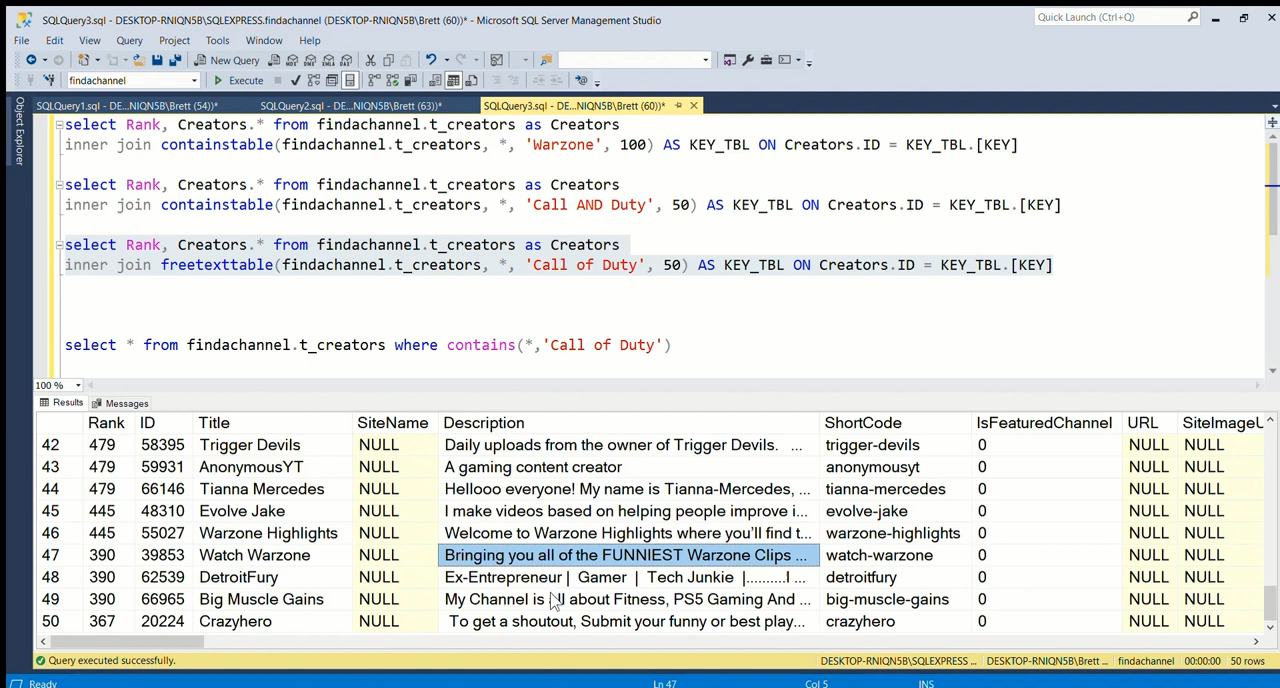 SQLQuery3.sql - DESKTOP-RNIQN5B\SQLEXPRESS.findachannel (DESKTOP-RNIQN5B\Brett (60))* - Microsoft SQL Server Management Studio
Quick Launch (Ctrl+Q)
File Edit View Query Project Tools Window Help
New Query
findachannel Execute
Object Explorer
SQLQuery1.sql - DE...NIQN5B\Brett (54))* SQLQuery2.sql - DE...NIQN5B\Brett (63))* SQLQuery3.sql - DE...NIQN5B\Brett (60))*
select Rank, Creators.* from findachannel.t_creators as Creators
inner join containstable(findachannel.t_creators, *, 'Warzone', 100) AS KEY_TBL ON Creators.ID = KEY_TBL.[KEY]
select Rank, Creators.* from findachannel.t_creators as Creators
inner join containstable(findachannel.t_creators, *, 'Call AND Duty', 50) AS KEY_TBL ON Creators.ID = KEY_TBL.[KEY]
select Rank, Creators.* from findachannel.t_creators as Creators
inner join freetexttable(findachannel.t_creators, *, 'Call of Duty', 50) AS KEY_TBL ON Creators.ID = KEY_TBL.[KEY]
select * from findachannel.t_creators where contains(*,'Call of Duty')
100 %
Results Messages
Rank ID Title SiteName Description ShortCode IsFeaturedChannel URL SiteImageU
42 479 58395 Trigger Devils NULL Daily uploads from the owner of Trigger Devils. ... trigger-devils 0 NULL NULL
43 479 59931 AnonymousYT NULL A gaming content creator anonymousyt 0 NULL NULL
44 479 66146 Tianna Mercedes NULL Hellooo everyone! My name is Tianna-Mercedes, ... tianna-mercedes 0 NULL NULL
45 445 48310 Evolve Jake NULL I make videos based on helping people improve i... evolve-jake 0 NULL NULL
46 445 55027 Warzone Highlights NULL Welcome to Warzone Highlights where you'll find t... warzone-highlights 0 NULL NULL
47 390 39853 Watch Warzone NULL Bringing you all of the FUNNIEST Warzone Clips ... watch-warzone 0 NULL NULL
48 390 62539 DetroitFury NULL Ex-Entrepreneur | Gamer | Tech Junkie |..........I ... detroitfury 0 NULL NULL
49 390 66965 Big Muscle Gains NULL My Channel is all about Fitness, PS5 Gaming And ... big-muscle-gains 0 NULL NULL
50 367 20224 Crazyhero NULL To get a shoutout, Submit your funny or best play... crazyhero 0 NULL NULL
Query executed successfully. DESKTOP-RNIQN5B\SQLEXPRESS ... DESKTOP-RNIQN5B\Brett ... findachannel 00:00:00 50 rows
Ready Ln 47 Col 5 INS